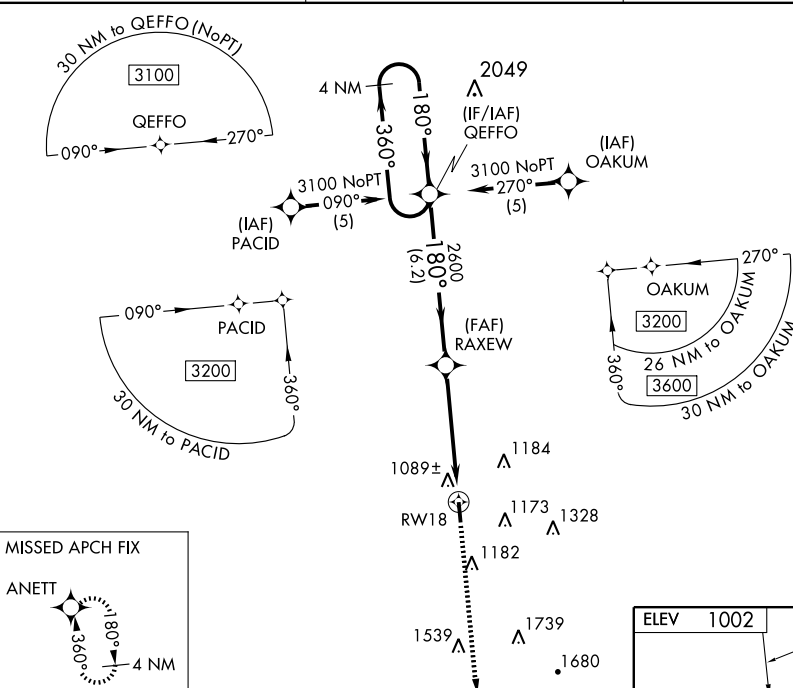 30 NM to QEFFO (NoPT)
3100
QEFFO
090°
270°
4 NM
180°
360°
2049
(IF/IAF)
QEFFO
(IAF)
OAKUM
3100 NoPT
270°
(5)
3100 NoPT
090°
(5)
(IAF)
PACID
2600
180°
(6.2)
090°
PACID
3200
360°
30 NM to PACID
270°
OAKUM
3200
26 NM to OAKUM
3600
360°
30 NM to OAKUM
(FAF)
RAXEW
1089±
1184
RW18
1173
1328
1182
MISSED APCH FIX
ANETT
180°
360°
4 NM
1539
1739
1680
ELEV 1002